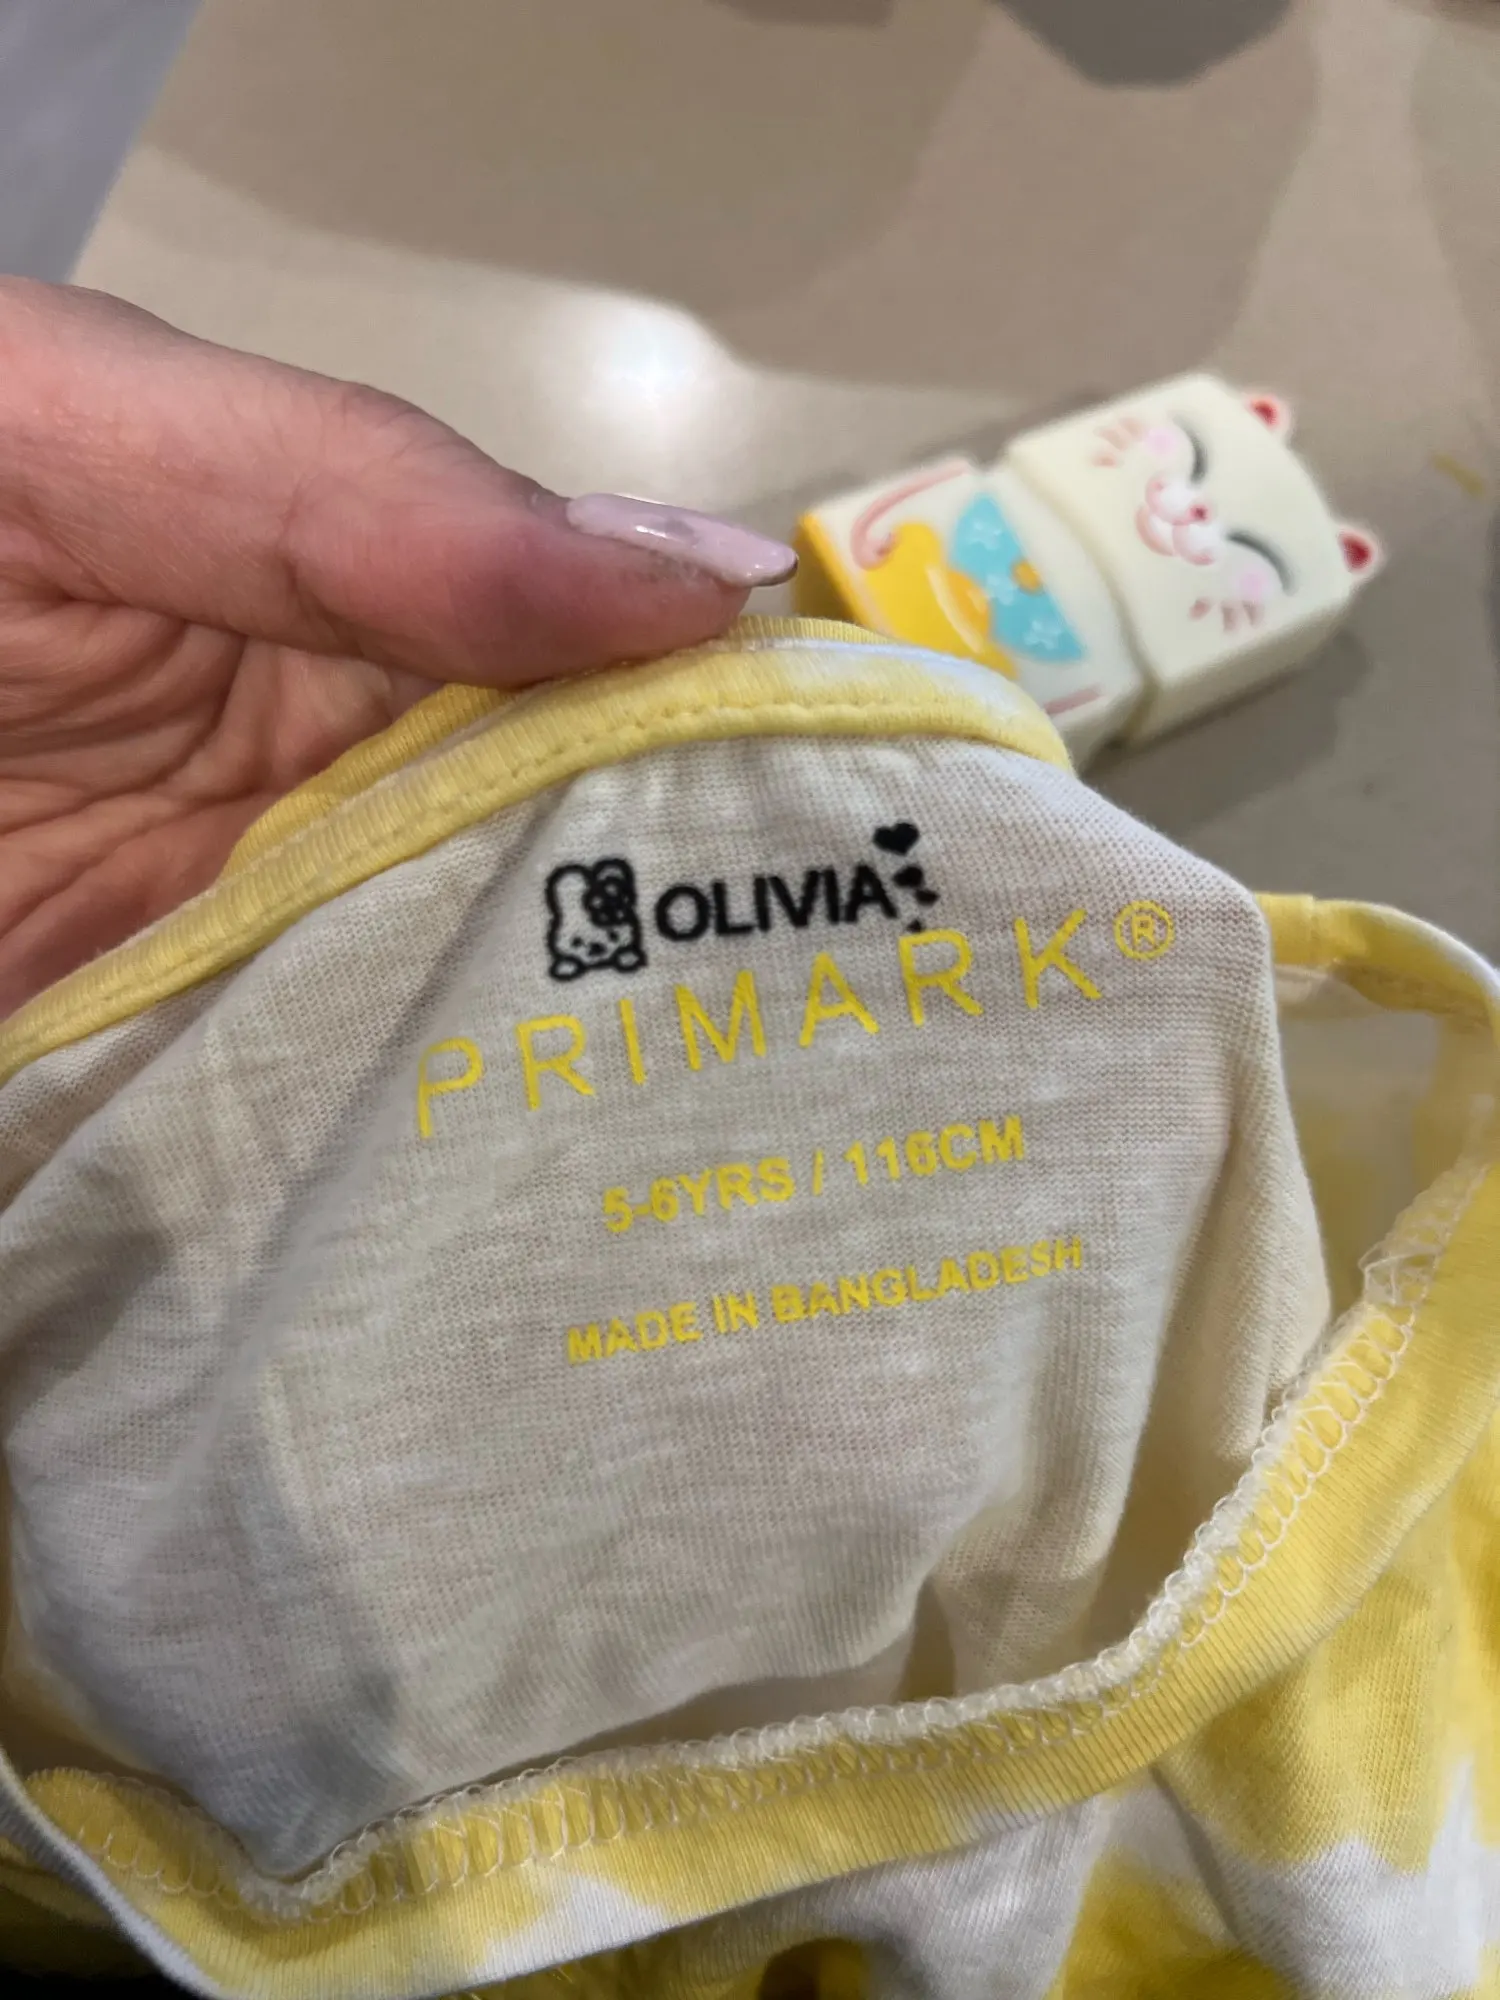 OLIVIA
PRIMARK®
5-6YRS / 116CM
MADE IN BANGLADESH